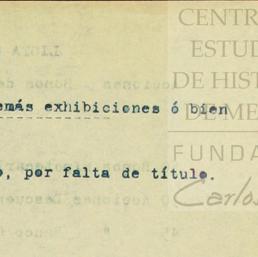 CENTR
ESTUD
DE HIST
emás exhibiciones ó bien
DE ME
FUNDA
o, por falta de título.
Carlos